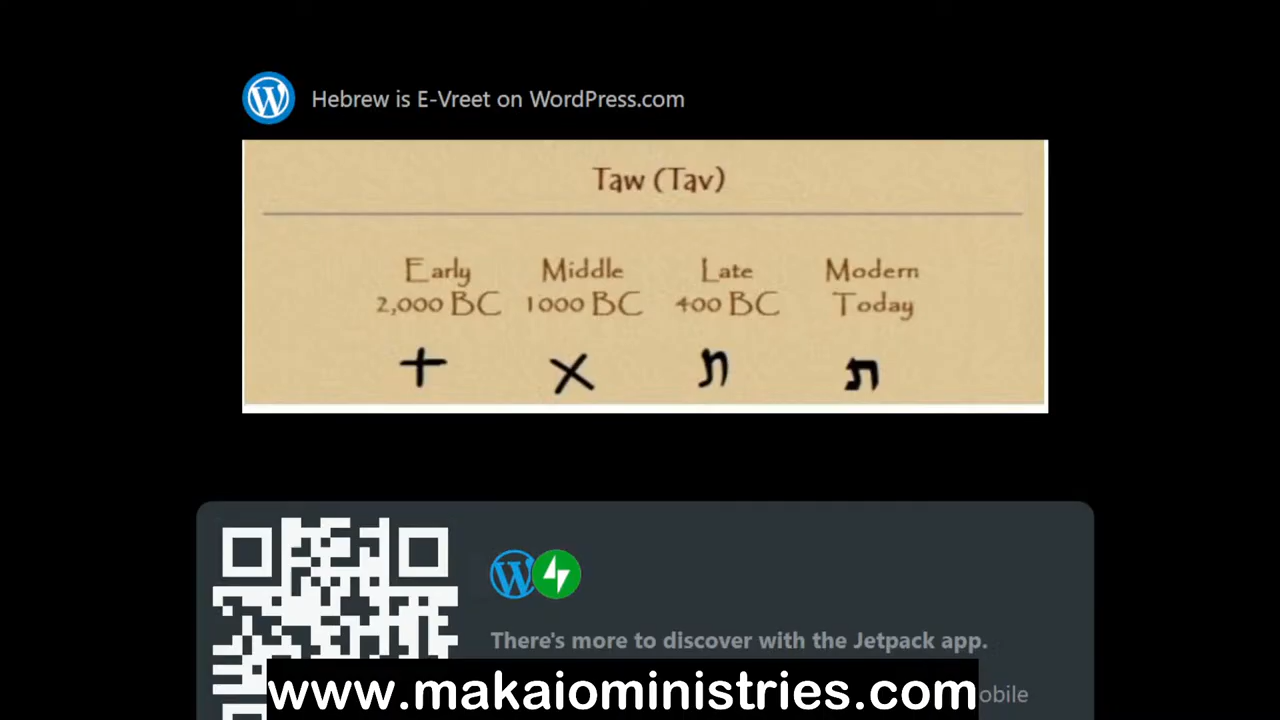 Hebrew is E-Vreet on WordPress.com
Taw (Tav)
Early Middle Late Modern
2,000 BC 1000 BC 400 BC Today
+ × ת ת
There's more to discover with the Jetpack app.
obile
www.makaiominstries.com